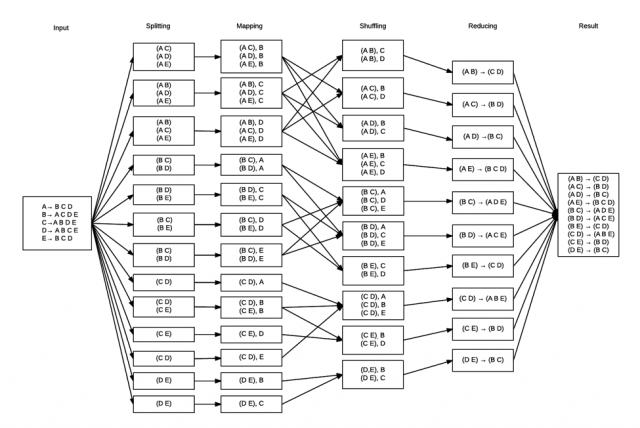 Input
Splitting
Mapping
Shuffling
Reducing
Result
A→ B C D
B→ A C D E
C→A B D E
D→ A B C E
E→ B C D
(A C)
(A D)
(A E)
(A B)
(A D)
(A E)
(A B)
(A C)
(A E)
(B C)
(B D)
(B D)
(B E)
(B C)
(B E)
(B C)
(B D)
(C D)
(C D)
(C E)
(C E)
(C D)
(D E)
(D E)
(A C), B
(A D), B
(A E), B
(A B), C
(A D), C
(A E), C
(A B), D
(A C), D
(A E), D
(B C), A
(B D), A
(B D), C
(B E), C
(B C), D
(B E), D
(B C), E
(B D), E
(C D), A
(C D), B
(C E), B
(C E), D
(C D), E
(D E), B
(D E), C
(A B), C
(A B), D
(A C), B
(A C), D
(A D), B
(A D), C
(A E), B
(A E), C
(A E), D
(B C), A
(B C), D
(B C), E
(B D), A
(B D), C
(B D), E
(B E), C
(B E), D
(C D), A
(C D), B
(C D), E
(C E) B
(C E), D
(D,E), B
(D E), C
(A B) → (C D)
(A C) → (B D)
(A D) →(B C)
(A E) → (B C D)
(B C) → (A D E)
(B D) → (A C E)
(B E) →(C D)
(C D) → (A B E)
(C E) → (B D)
(D E) → (B C)
(A B) → (C D)
(A C) → (B D)
(A D) → (B C)
(A E) → (B C D)
(B C) → (A D E)
(B D) → (A C E)
(B E) → (C D)
(C D) → (A B E)
(C E) → (B D)
(D E) → (B C)